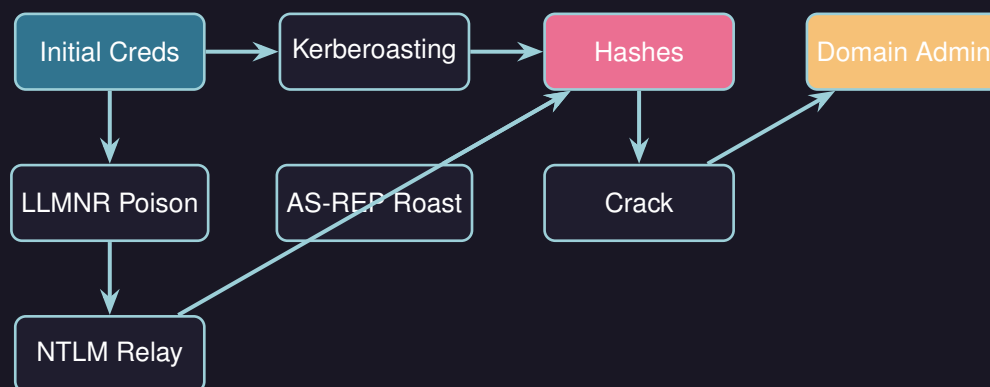 Initial Creds
Kerberoasting
Hashes
Domain Admin
LLMNR Poison
AS-REP Roast
Crack
NTLM Relay